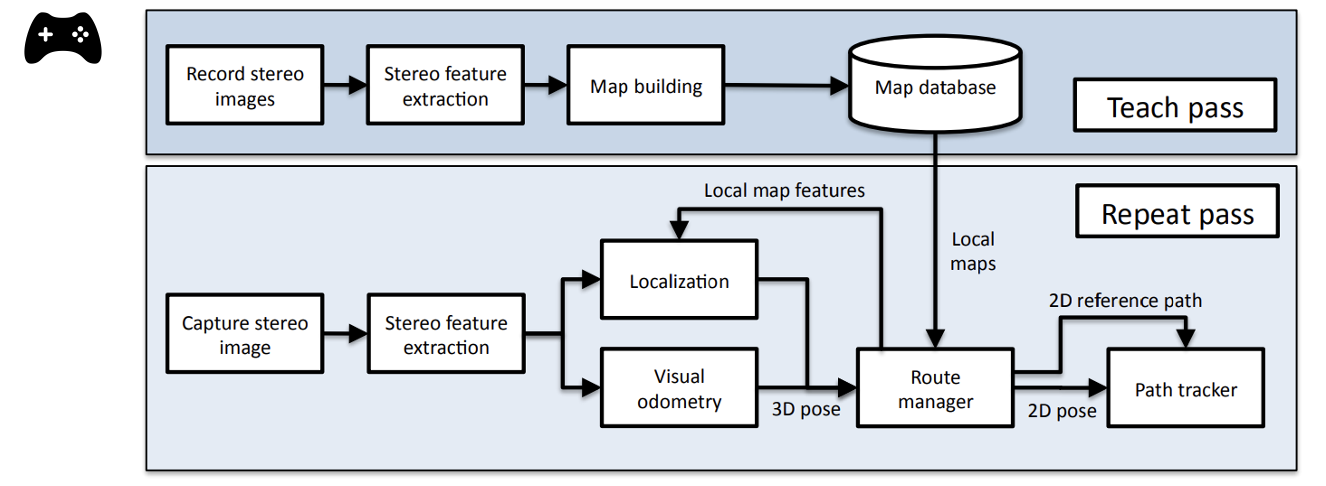 Record stereo
images
Stereo feature
extraction
Map building
Map database
Teach pass
Local map features
Repeat pass
Local
maps
Localization
2D reference path
Capture stereo
image
Stereo feature
extraction
Visual
odometry
3D pose
Route
manager
2D pose
Path tracker